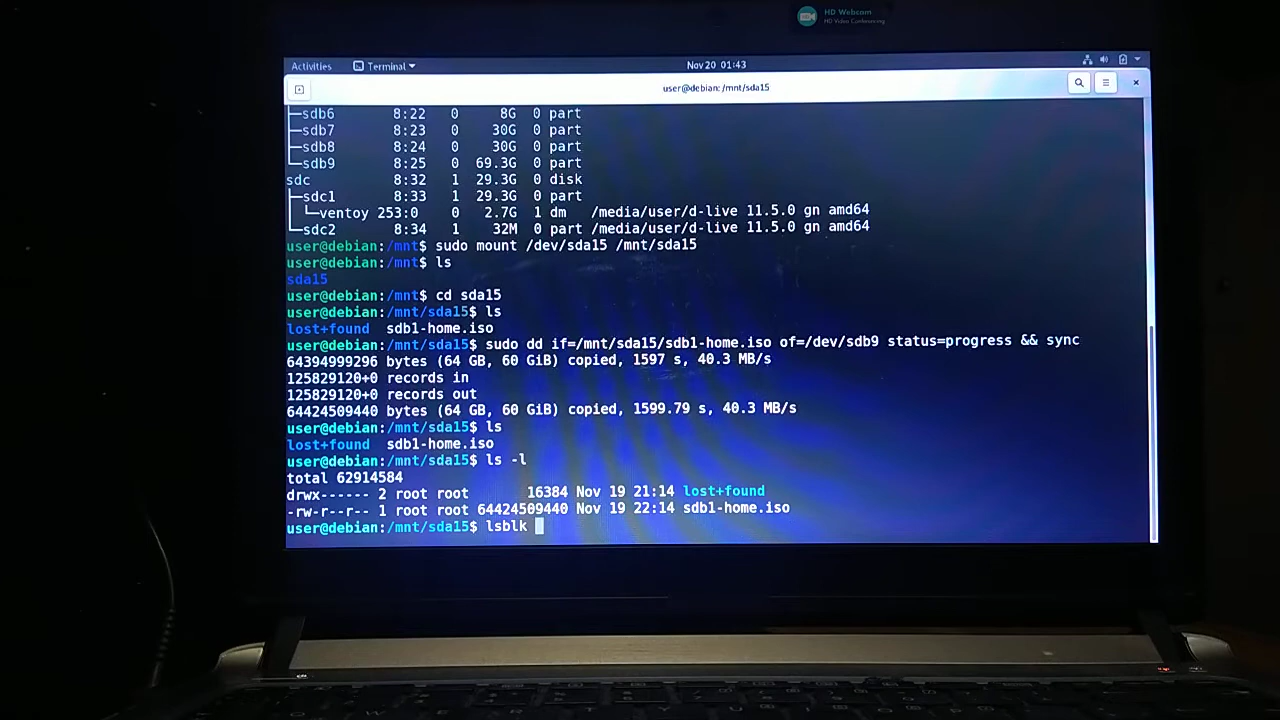 HD Webcam
HD Video Conferencing
Activities Terminal Nov 20 01:43
user@debian: /mnt/sda15
├─sdb6 8:22 0 8G 0 part
├─sdb7 8:23 0 30G 0 part
├─sdb8 8:24 0 30G 0 part
└─sdb9 8:25 0 69.3G 0 part
sdc 8:32 1 29.3G 0 disk
├─sdc1 8:33 1 29.3G 0 part
│ └─ventoy 253:0 0 2.7G 1 dm /media/user/d-live 11.5.0 gn amd64
└─sdc2 8:34 1 32M 0 part /media/user/d-live 11.5.0 gn amd64
user@debian:/mnt$ sudo mount /dev/sda15 /mnt/sda15
user@debian:/mnt$ ls
sda15
user@debian:/mnt$ cd sda15
user@debian:/mnt/sda15$ ls
lost+found sdb1-home.iso
user@debian:/mnt/sda15$ sudo dd if=/mnt/sda15/sdb1-home.iso of=/dev/sdb9 status=progress && sync
64394999296 bytes (64 GB, 60 GiB) copied, 1597 s, 40.3 MB/s
125829120+0 records in
125829120+0 records out
64424509440 bytes (64 GB, 60 GiB) copied, 1599.79 s, 40.3 MB/s
user@debian:/mnt/sda15$ ls
lost+found sdb1-home.iso
user@debian:/mnt/sda15$ ls -l
total 62914584
drwx------ 2 root root 16384 Nov 19 21:14 lost+found
-rw-r--r-- 1 root root 64424509440 Nov 19 22:14 sdb1-home.iso
user@debian:/mnt/sda15$ lsblk